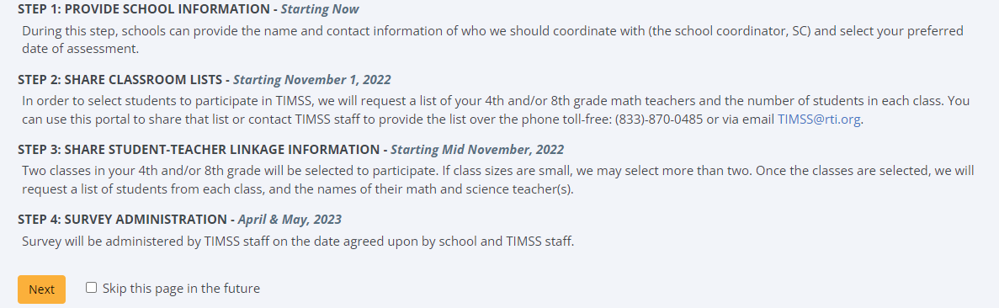 STEP 1: PROVIDE SCHOOL INFORMATION - Starting Now
During this step, schools can provide the name and contact information of who we should coordinate with (the school coordinator, SC) and select your preferred
date of assessment.
STEP 2: SHARE CLASSROOM LISTS - Starting November 1, 2022
In order to select students to participate in TIMSS, we will request a list of your 4th and/or 8th grade math teachers and the number of students in each class. You
can use this portal to share that list or contact TIMSS staff to provide the list over the phone toll-free: (833)-870-0485 or via email TIMSS@rti.org.
STEP 3: SHARE STUDENT-TEACHER LINKAGE INFORMATION - Starting Mid November, 2022
Two classes in your 4th and/or 8th grade will be selected to participate. If class sizes are small, we may select more than two. Once the classes are selected, we will
request a list of students from each class, and the names of their math and science teacher(s).
STEP 4: SURVEY ADMINISTRATION - April & May, 2023
Survey will be administered by TIMSS staff on the date agreed upon by school and TIMSS staff.
Next Skip this page in the future